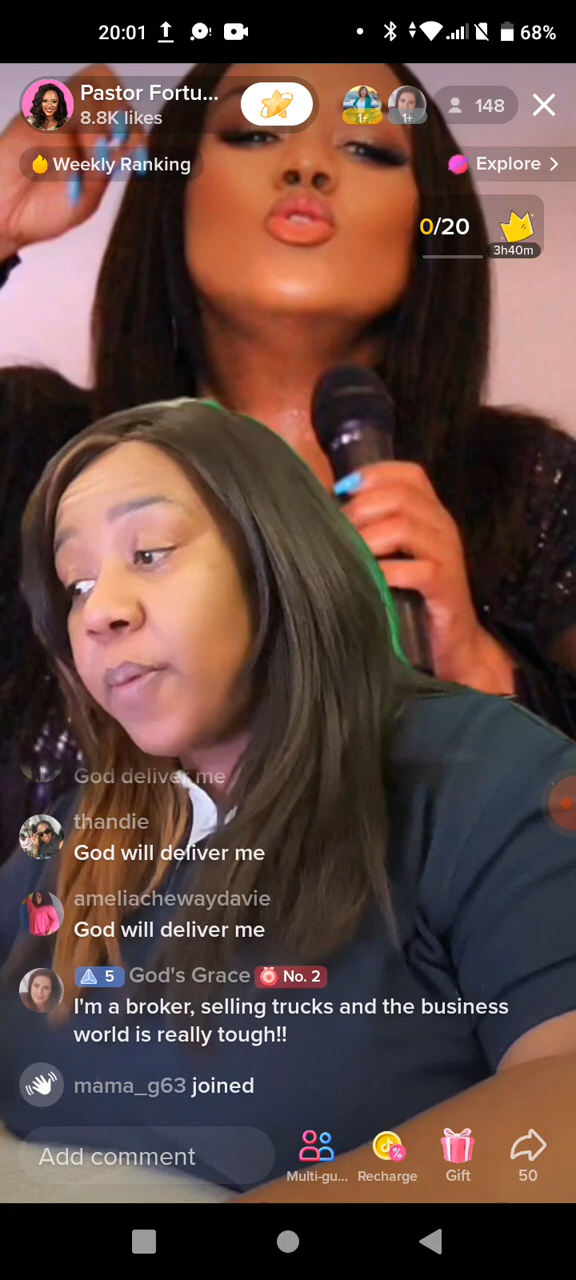 20:01
68%
Pastor Fortu...
8.8K likes
1+
1+
148
Weekly Ranking
Explore >
0/20
3h40m
God deliver me
thandie
God will deliver me
ameliachewaydavie
God will deliver me
5 God's Grace No. 2
I'm a broker, selling trucks and the business
world is really tough!!
mama_g63 joined
Add comment
Multi-gu...
Recharge
Gift
50